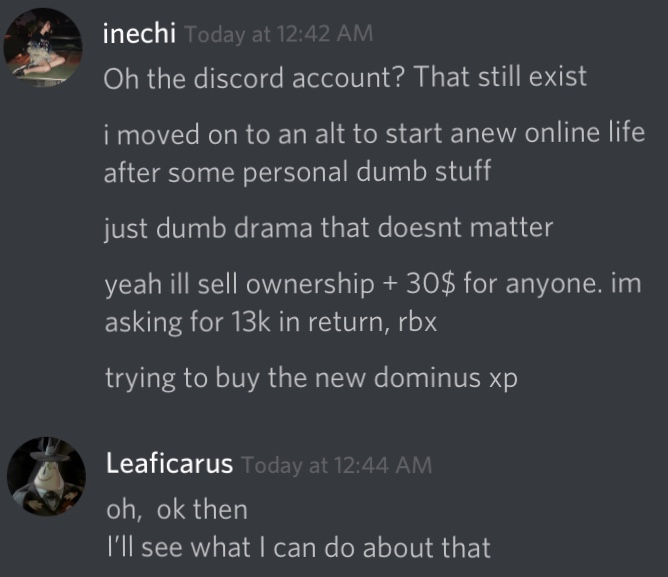 inechi Today at 12:42 AM
Oh the discord account? That still exist
i moved on to an alt to start anew online life
after some personal dumb stuff
just dumb drama that doesnt matter
yeah ill sell ownership + 30$ for anyone. im
asking for 13k in return, rbx
trying to buy the new dominus xp
Leaficarus Today at 12:44 AM
oh, ok then
I'll see what I can do about that